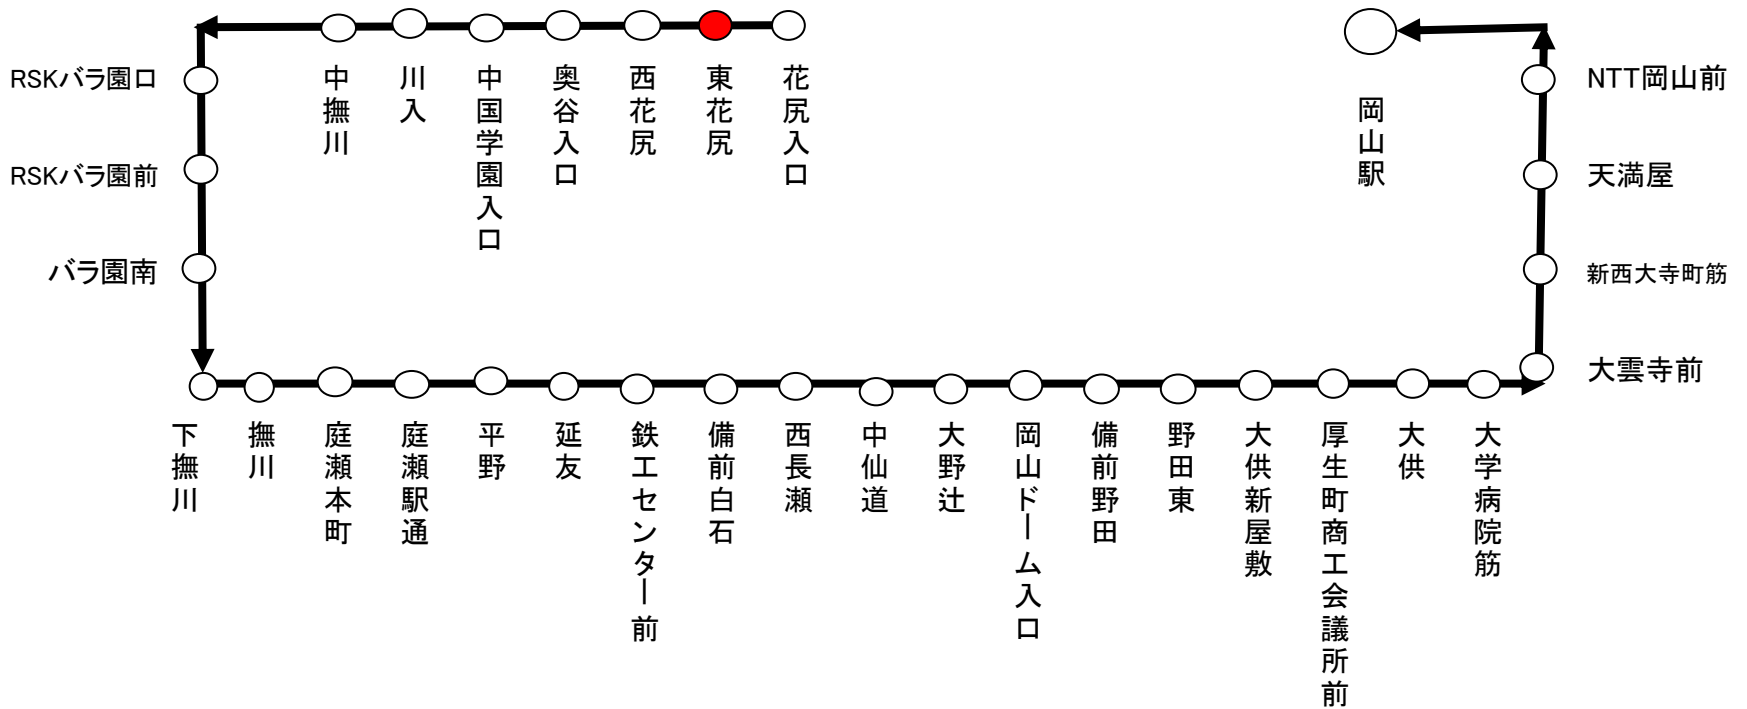 花尻入口
東花尻
西花尻
奥谷入口
中国学園入口
川入
中撫川
RSKバラ園口
RSKバラ園前
バラ園南
下撫川
撫川
庭瀬本町
庭瀬駅通
平野
延友
鉄工センター前
備前白石
西長瀬
中仙道
大野辻
岡山ドーム入口
備前野田
野田東
大供新屋敷
厚生町商工会議所前
大供
大学病院筋
大雲寺前
新西大寺町筋
天満屋
NTT岡山前
岡山駅